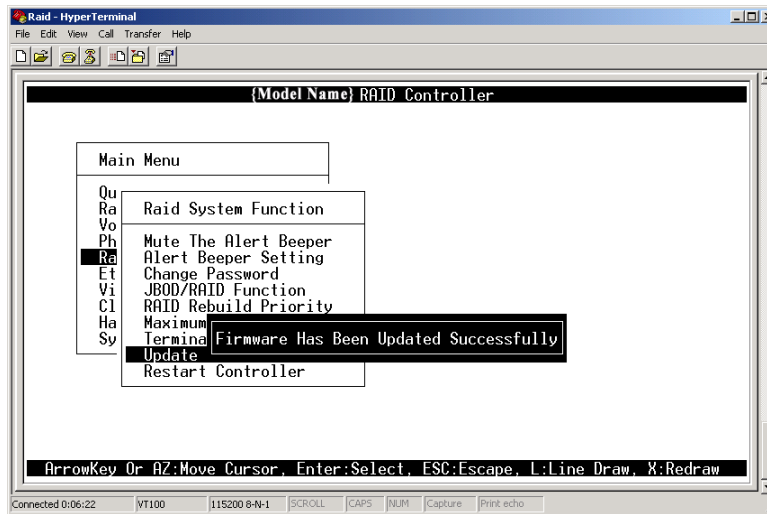 Raid - HyperTerminal
File Edit View Call Transfer Help
{Model Name} RAID Controller
Main Menu
Qu
Ra
Vo
Ph
Ra
Et
Vi
Cl
Ha
Sy
Raid System Function
Mute The Alert Beeper
Alert Beeper Setting
Change Password
JBOD/RAID Function
RAID Rebuild Priority
Maximum
Termina
Update
Restart Controller
Firmware Has Been Updated Successfully
ArrowKey Or AZ:Move Cursor, Enter:Select, ESC:Escape, L:Line Draw, X:Redraw
Connected 0:06:22 VT100 115200 8-N-1 SCROLL CAPS NUM Capture Print echo